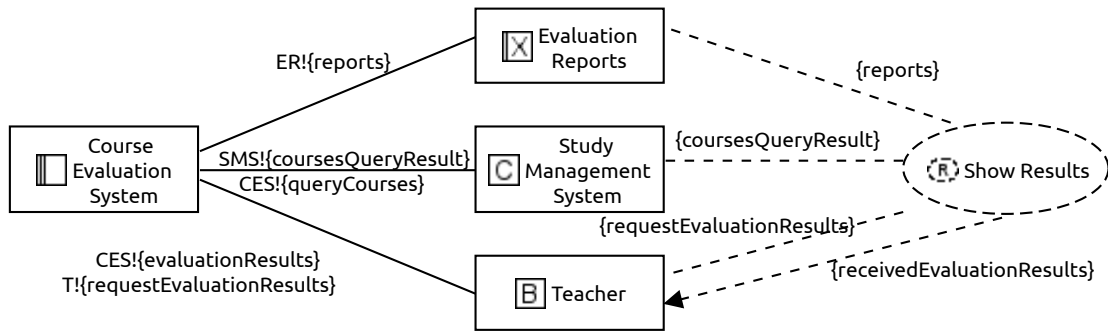 Evaluation
Reports
X
ER!{reports}
{reports}
Course
Evaluation
System
SMS!{coursesQueryResult}
CES!{queryCourses}
Study
Management
System
C
{coursesQueryResult}
R
Show Results
{requestEvaluationResults}
CES!{evaluationResults}
T!{requestEvaluationResults}
B
Teacher
{receivedEvaluationResults}